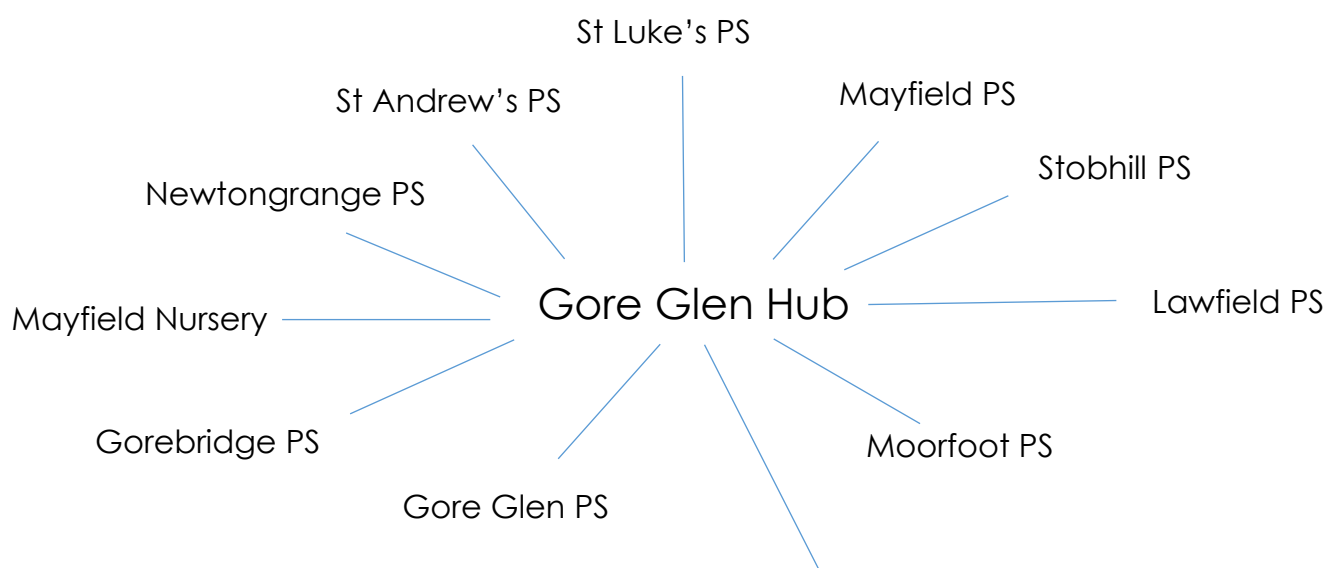 St Luke’s PS
St Andrew’s PS
Mayfield PS
Stobhill PS
Newtongrange PS
Gore Glen Hub
Lawfield PS
Mayfield Nursery
Gorebridge PS
Moorfoot PS
Gore Glen PS